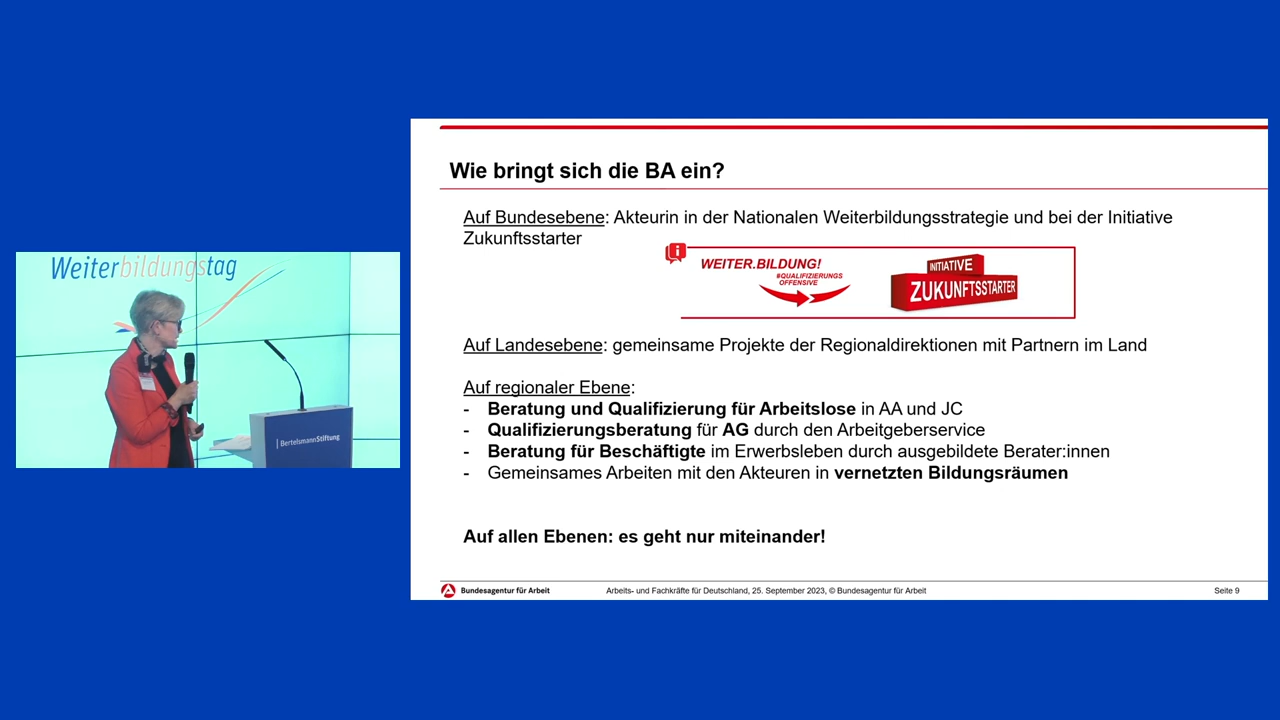 Weiterbildungstag
BertelsmannStiftung
Wie bringt sich die BA ein?
Auf Bundesebene: Akteurin in der Nationalen Weiterbildungsstrategie und bei der Initiative
Zukunftsstarter
WEITER.BILDUNG!
#QUALIFIZIERUNGS
OFFENSIVE
INITIATIVE
ZUKUNFTSSTARTER
Auf Landesebene: gemeinsame Projekte der Regionaldirektionen mit Partnern im Land
Auf regionaler Ebene:
- Beratung und Qualifizierung für Arbeitslose in AA und JC
- Qualifizierungsberatung für AG durch den Arbeitgeberservice
- Beratung für Beschäftigte im Erwerbsleben durch ausgebildete Berater:innen
- Gemeinsames Arbeiten mit den Akteuren in vernetzten Bildungsräumen
Auf allen Ebenen: es geht nur miteinander!
Bundesagentur für Arbeit
Arbeits- und Fachkräfte für Deutschland, 25. September 2023, © Bundesagentur für Arbeit
Seite 9